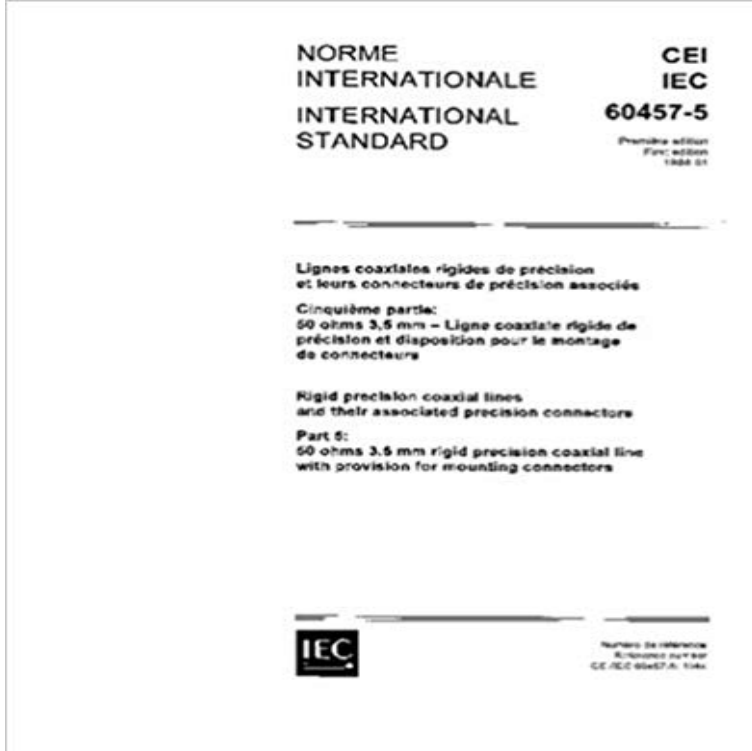 NORME
INTERNATIONALE
INTERNATIONAL
STANDARD
CEI
IEC
60457-5
Première édition
First edition
Lignes coaxiales rigides de précision
et leurs connecteurs de précision associés
Cinquième partie:
50 ohms 3,5 mm – Ligne coaxiale rigide de
précision et disposition pour le montage
de connecteurs
Rigid precision coaxial lines
and their associated precision connectors
Part 5:
50 ohms 3.5 mm rigid precision coaxial line
with provision for mounting connectors
IEC
Numéro de référence
Reference number